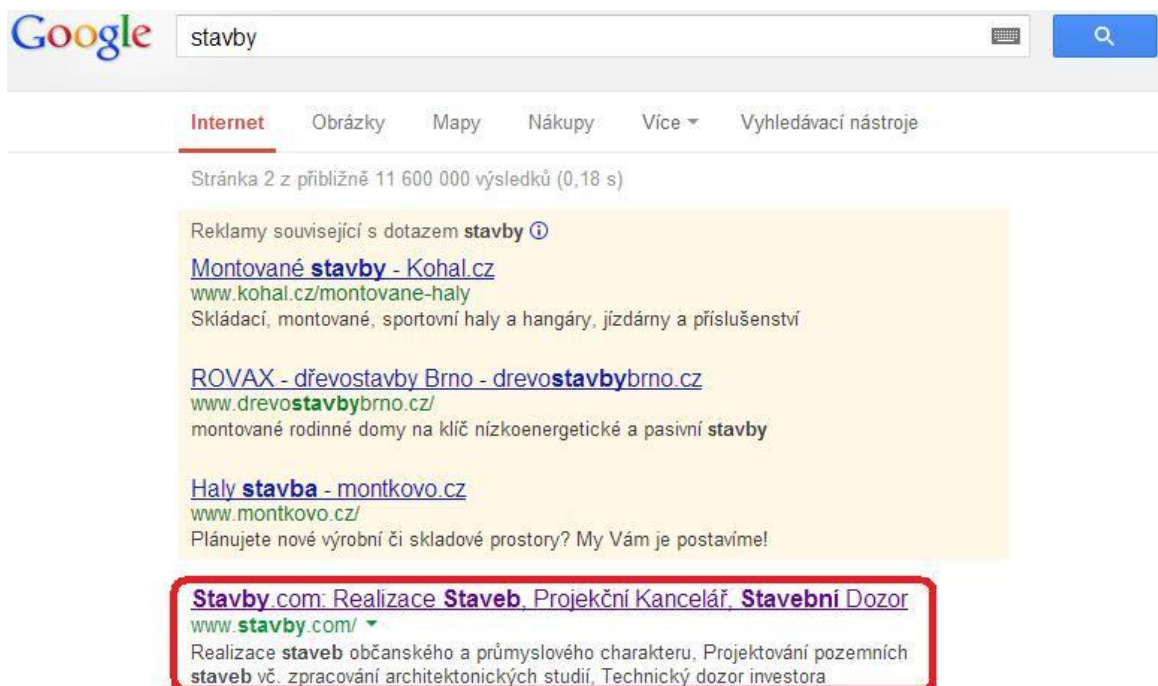 Google stavby
Internet Obrázky Mapy Nákupy Více Vyhledávací nástroje
Stránka 2 z přibližně 11 600 000 výsledků (0,18 s)
Reklamy související s dotazem stavby
Montované stavby - Kohal.cz
www.kohal.cz/montovane-haly
Skládací, montované, sportovní haly a hangáry, jízdárny a příslušenství
ROVAX - dřevostavby Brno - drevostavbybrno.cz
www.drevostavbybrno.cz/
montované rodinné domy na klíč nízkoenergetické a pasivní stavby
Haly stavba - montkovo.cz
www.montkovo.cz/
Plánujete nové výrobní či skladové prostory? My Vám je postavíme!
Stavby.com: Realizace Staveb, Projekční Kancelář, Stavební Dozor
www.stavby.com/
Realizace staveb občanského a průmyslového charakteru, Projektování pozemních
staveb vč. zpracování architektonických studií, Technický dozor investora